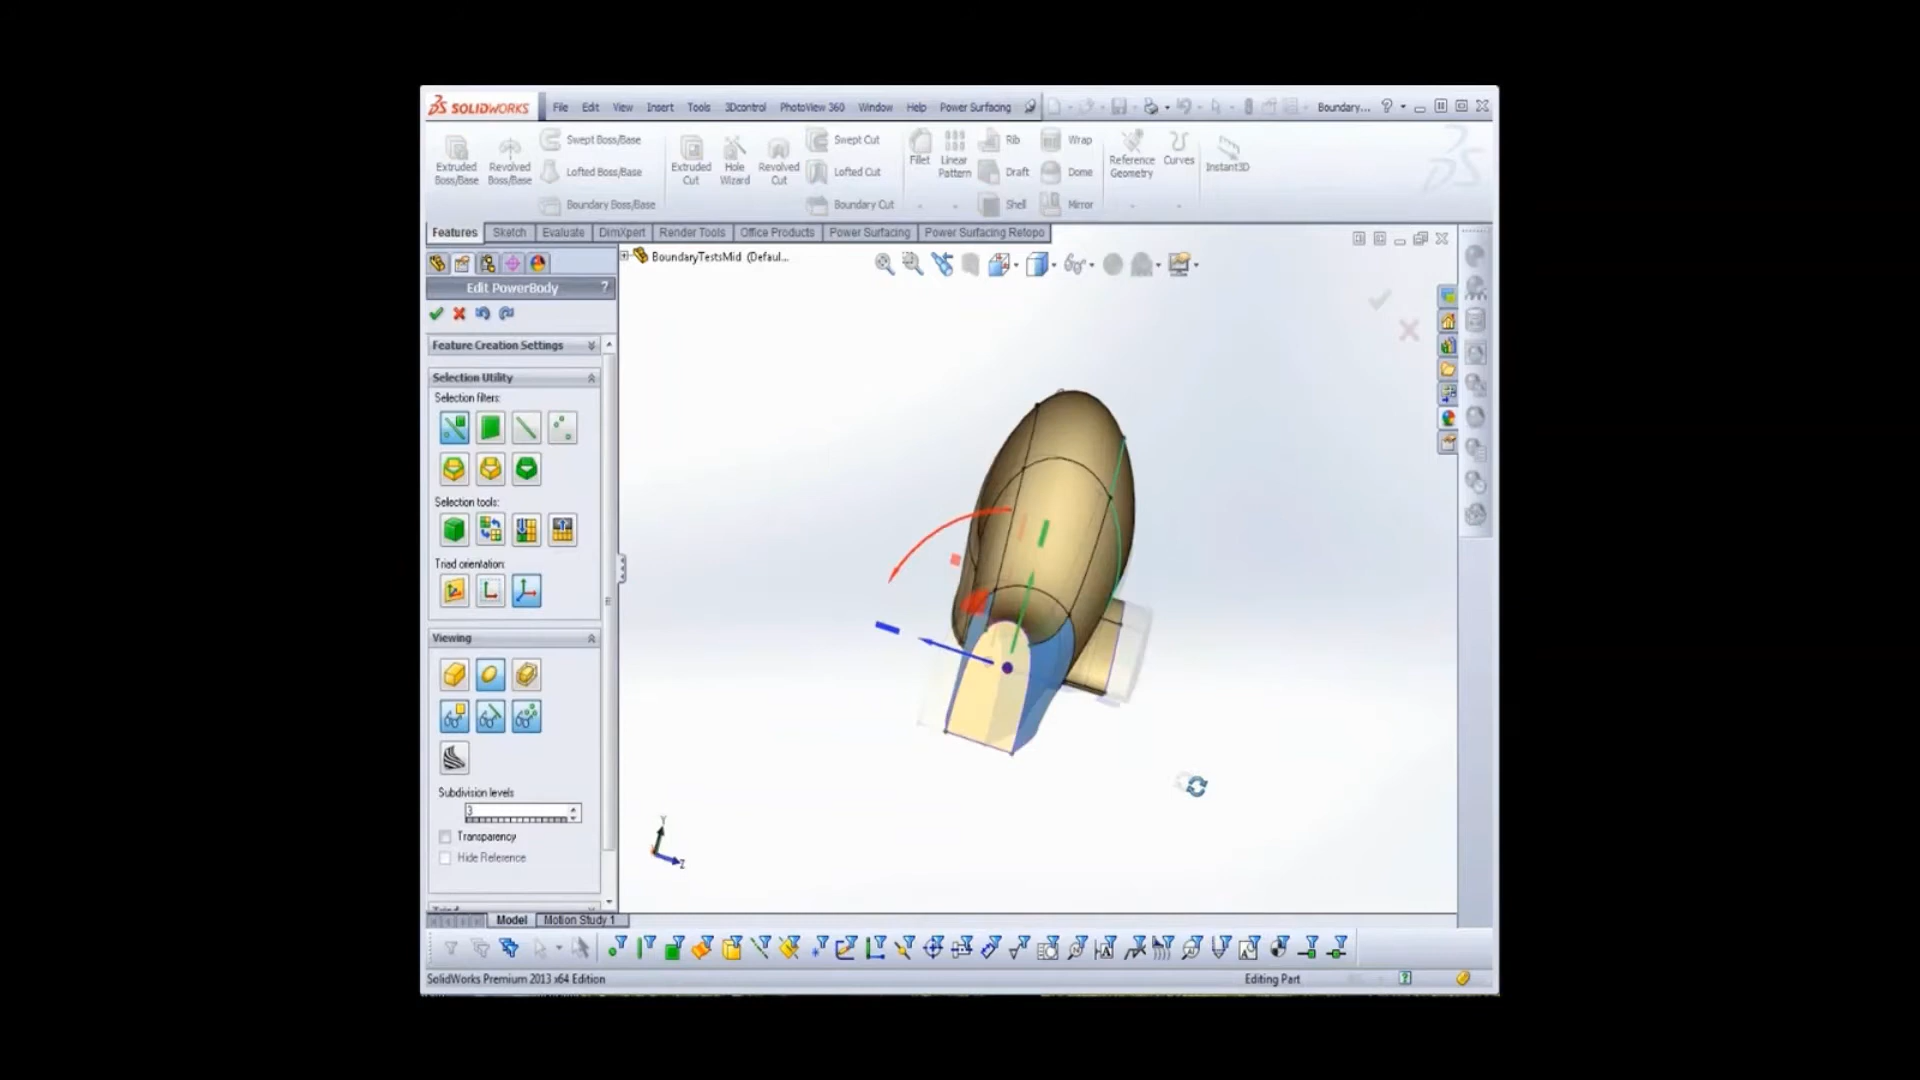 SOLIDWORKS File Edit View Insert Tools 3Dcontrol PhotoView 360 Window Help Power Surfacing Boundary... ?
Extruded Boss/Base
Revolved Boss/Base
Swept Boss/Base
Lofted Boss/Base
Boundary Boss/Base
Extruded Cut
Hole Wizard
Revolved Cut
Swept Cut
Lofted Cut
Boundary Cut
Fillet
Linear Pattern
Rib
Draft
Shell
Wrap
Dome
Mirror
Reference Geometry
Curves
Instant3D
Features Sketch Evaluate DimXpert Render Tools Office Products Power Surfacing Power Surfacing Retopo
BoundaryTestsMid (Defaul...
Edit PowerBody ?
Feature Creation Settings
Selection Utility
Selection filters:
Selection tools:
Triad orientation:
Viewing
Subdivision levels
3
Transparency
Hide Reference
Y
Z
Model Motion Study 1
SolidWorks Premium 2013 x64 Edition
Editing Part